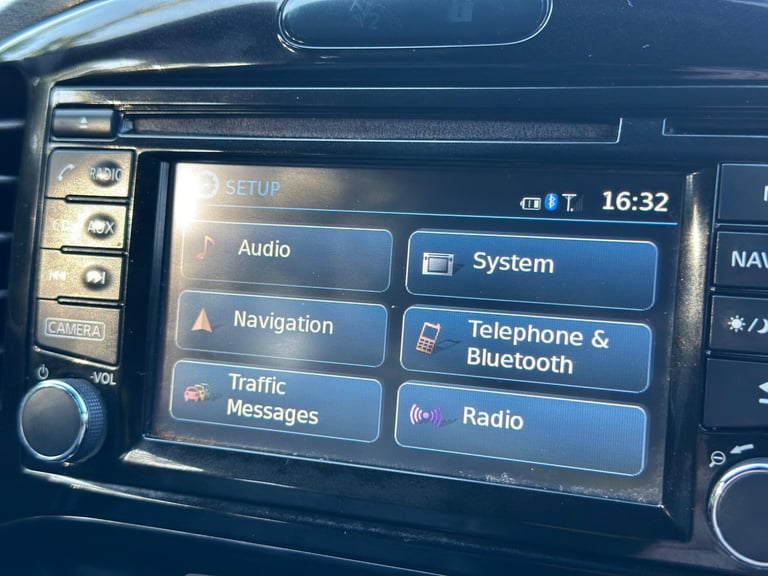 SETUP
16:32
Audio
System
Navigation
Telephone &
Bluetooth
Traffic
Messages
Radio
RADIO
AUX
CAMERA
-VOL
NAV